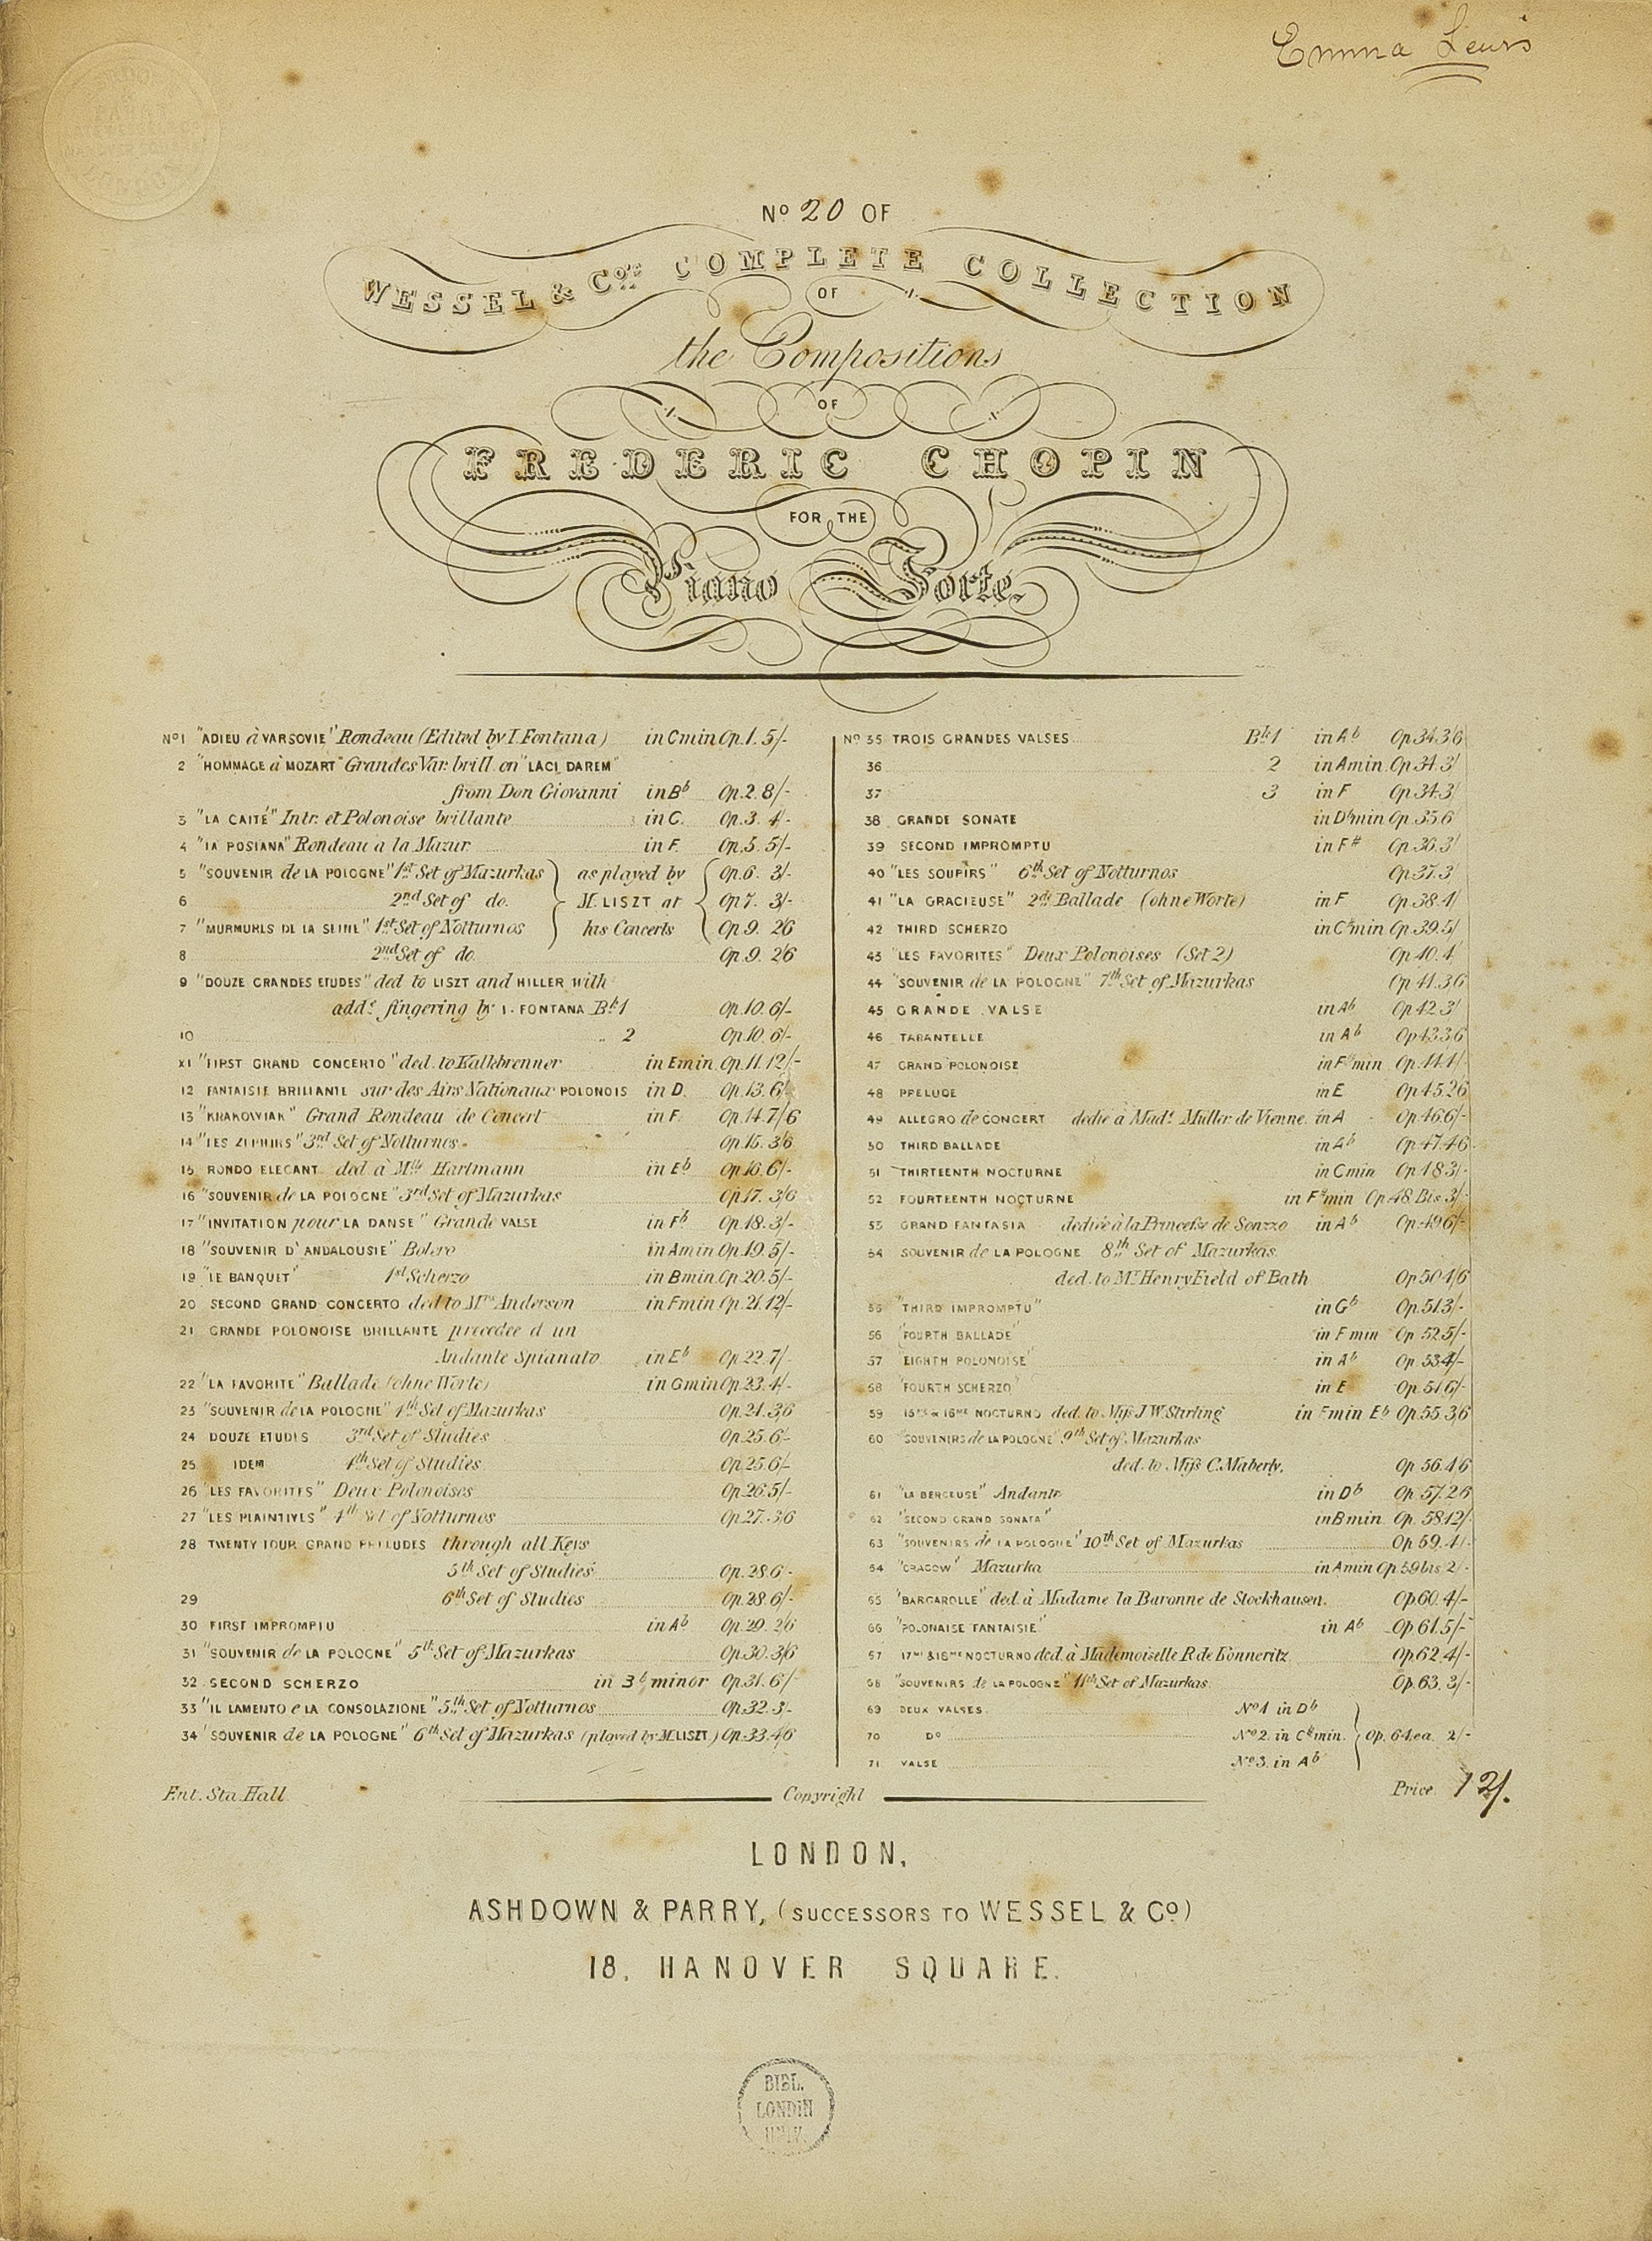 Emma Lewis
No 20 OF
WESSEL & Co's COMPLETE COLLECTION
OF
the Compositions
OF
FREDERIC CHOPIN
FOR THE
Piano Forte.
No 1 "ADIEU à VARSOVIE" Rondeau (Edited by I. Fontana) in C min Op. 1. 5/-
2 "HOMMAGE à MOZART" Grandes Var. brill. on "LACI DAREM"
from Don Giovanni in Bb Op. 2. 8/-
3 "LA GAITÉ" Intr. et Polonoise brillante in C. Op. 3. 4/-
4 "LA POSIANA" Rondeau a la Mazur in F. Op. 5. 5/-
5 "SOUVENIR de LA POLOGNE" 1st Set of Mazurkas as played by Op. 6. 3/-
6 2nd Set of do. M. LISZT at Op 7. 3/-
7 "MURMURES DE LA SEINE" 1st Set of Notturnos his Concerts Op. 9. 2/6
8 2nd Set of do. Op. 9. 2/6
9 "DOUZE GRANDES ETUDES" ded to LISZT and HILLER with
addl. fingering by I. FONTANA Bk 1 Op. 10. 6/-
10 2 Op. 10. 6/-
XI "FIRST GRAND CONCERTO" ded. to Kalkbrenner in E min. Op. 11. 12/-
12 FANTAISIE BRILLANTE sur des Airs Nationaux POLONOIS in D. Op. 13. 6/-
13 "KRAKOWIAK" Grand Rondeau de Concert in F. Op. 14. 7/6
14 "LES ZEPHIRS" 3rd Set of Notturnos Op. 15. 3/6
15 RONDO ELEGANT ded. à Mlle Hartmann in Eb Op. 16. 6/-
16 "SOUVENIR de LA POLOGNE" 3rd Set of Mazurkas Op. 17. 3/6
17 "INVITATION pour LA DANSE" Grande VALSE in Eb Op. 18. 3/-
18 "SOUVENIR D'ANDALOUSIE" Bolero in A min Op. 19. 5/-
19 "LE BANQUET" 1st Scherzo in B min. Op. 20. 5/-
20 SECOND GRAND CONCERTO ded to Mrs Anderson in F min Op. 21. 12/-
21 GRANDE POLONOISE BRILLANTE precedee d'un
Andante Spianato in Eb Op. 22. 7/-
22 "LA FAVORITE" Ballade (ohne Worte) in G min Op. 23. 4/-
23 "SOUVENIR de LA POLOGNE" 4th Set of Mazurkas Op. 24. 3/6
24 DOUZE ETUDES 3rd Set of Studies Op. 25. 6/-
25 IDEM 4th Set of Studies Op. 25. 6/-
26 "LES FAVORITES" Deux Polonoises Op. 26. 5/-
27 "LES PLAINTIVES" 4th Set of Notturnos Op. 27. 3/6
28 TWENTY FOUR GRAND PRELUDES through all Keys
5th Set of Studies Op. 28. 6/-
29 6th Set of Studies Op. 28. 6/-
30 FIRST IMPROMPTU in Ab Op. 29. 2/6
31 "SOUVENIR de LA POLOGNE" 5th Set of Mazurkas Op. 30. 3/6
32 SECOND SCHERZO in Bb minor Op. 31. 6/-
33 "IL LAMENTO e LA CONSOLAZIONE" 5th Set of Notturnos Op. 32. 3/-
34 "SOUVENIR de LA POLOGNE" 6th Set of Mazurkas (played by M. LISZT) Op. 33. 4/6
No 35 TROIS GRANDES VALSES Bk 1 in Ab Op. 34. 3/6
36 2 in A min. Op. 34. 3/
37 3 in F Op. 34. 3/
38 GRANDE SONATE in Db min Op. 35. 6
39 SECOND IMPROMPTU in F# Op. 36. 3/
40 "LES SOUPIRS" 6th Set of Notturnos Op. 37. 3/
41 "LA GRACIEUSE" 2de Ballade (ohne Worte) in F Op. 38. 4/
42 THIRD SCHERZO in C# min Op. 39. 5/
43 "LES FAVORITES" Deux Polonoises (Set 2) Op. 40. 4/
44 "SOUVENIR de LA POLOGNE" 7th Set of Mazurkas Op. 41. 3/6
45 GRANDE VALSE in Ab Op. 42. 3/
46 TARANTELLE in Ab Op. 43. 3/6
47 GRAND POLONOISE in F# min Op. 44. 4/
48 PRELUDE in E Op. 45. 2/6
49 ALLEGRO de CONCERT dedie à Madle. Müller de Vienne. in A Op. 46. 6/-
50 THIRD BALLADE in Ab Op. 47. 4/6
51 THIRTEENTH NOCTURNE in C min Op. 48. 3/-
52 FOURTEENTH NOCTURNE in F# min Op. 48. Bis 3/-
53 GRAND FANTASIA dediée à la Princesse de Souzzo in Ab Op. 49. 6/-
54 SOUVENIR de LA POLOGNE 8th Set of Mazurkas.
ded. to Mr Henry Field of Bath Op 50 4/6
55 "THIRD IMPROMPTU" in Gb Op. 51. 3/-
56 "FOURTH BALLADE" in F min Op. 52. 5/-
57 "EIGHTH POLONOISE" in Ab Op. 53. 4/-
58 "FOURTH SCHERZO" in E Op. 54. 6/-
59 15me & 16me NOCTURNO ded. to Miss J W Stirling in F min Eb Op. 55. 3/6
60 "SOUVENIRS de LA POLOGNE" 9th Set of Mazurkas
ded. to Miss C. Maberly. Op. 56. 4/6
61 "LA BERCEUSE" Andante in Db Op. 57. 2/6
62 "SECOND GRAND SONATA" in B min. Op. 58 12/
63 "SOUVENIRS de LA POLOGNE" 10th Set of Mazurkas Op 59. 4/
64 "CRACOW" Mazurka in A min Op 59 bis 2/-
65 "BARCAROLLE" ded. à Madame la Baronne de Stockhausen. Op. 60. 4/-
66 "POLONAISE FANTAISIE" in Ab Op 61. 5/-
67 17me & 18me NOCTURNO ded. à Mademoiselle R. de Könneritz Op. 62 4/-
68 "SOUVENIRS de LA POLOGNE" 11th Set of Mazurkas. Op. 63. 3/-
69 DEUX VALSES. No 1 in Db
70 Do No 2. in C# min. Op. 64. ea. 2/-
71 VALSE No 3. in Ab
Ent. Sta. Hall
Copyright
Price 12/.
LONDON,
ASHDOWN & PARRY, (SUCCESSORS TO WESSEL & Co)
18, HANOVER SQUARE.
BIBL.
LONDIN
UNIV.